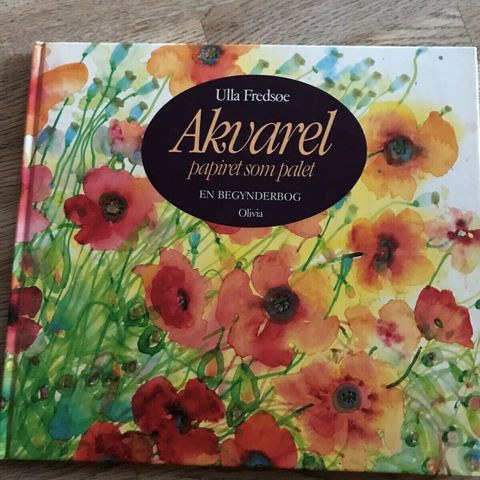 Ulla Fredsøe
Akvarel
papiret som palet
EN BEGYNDERBOG
Olivia